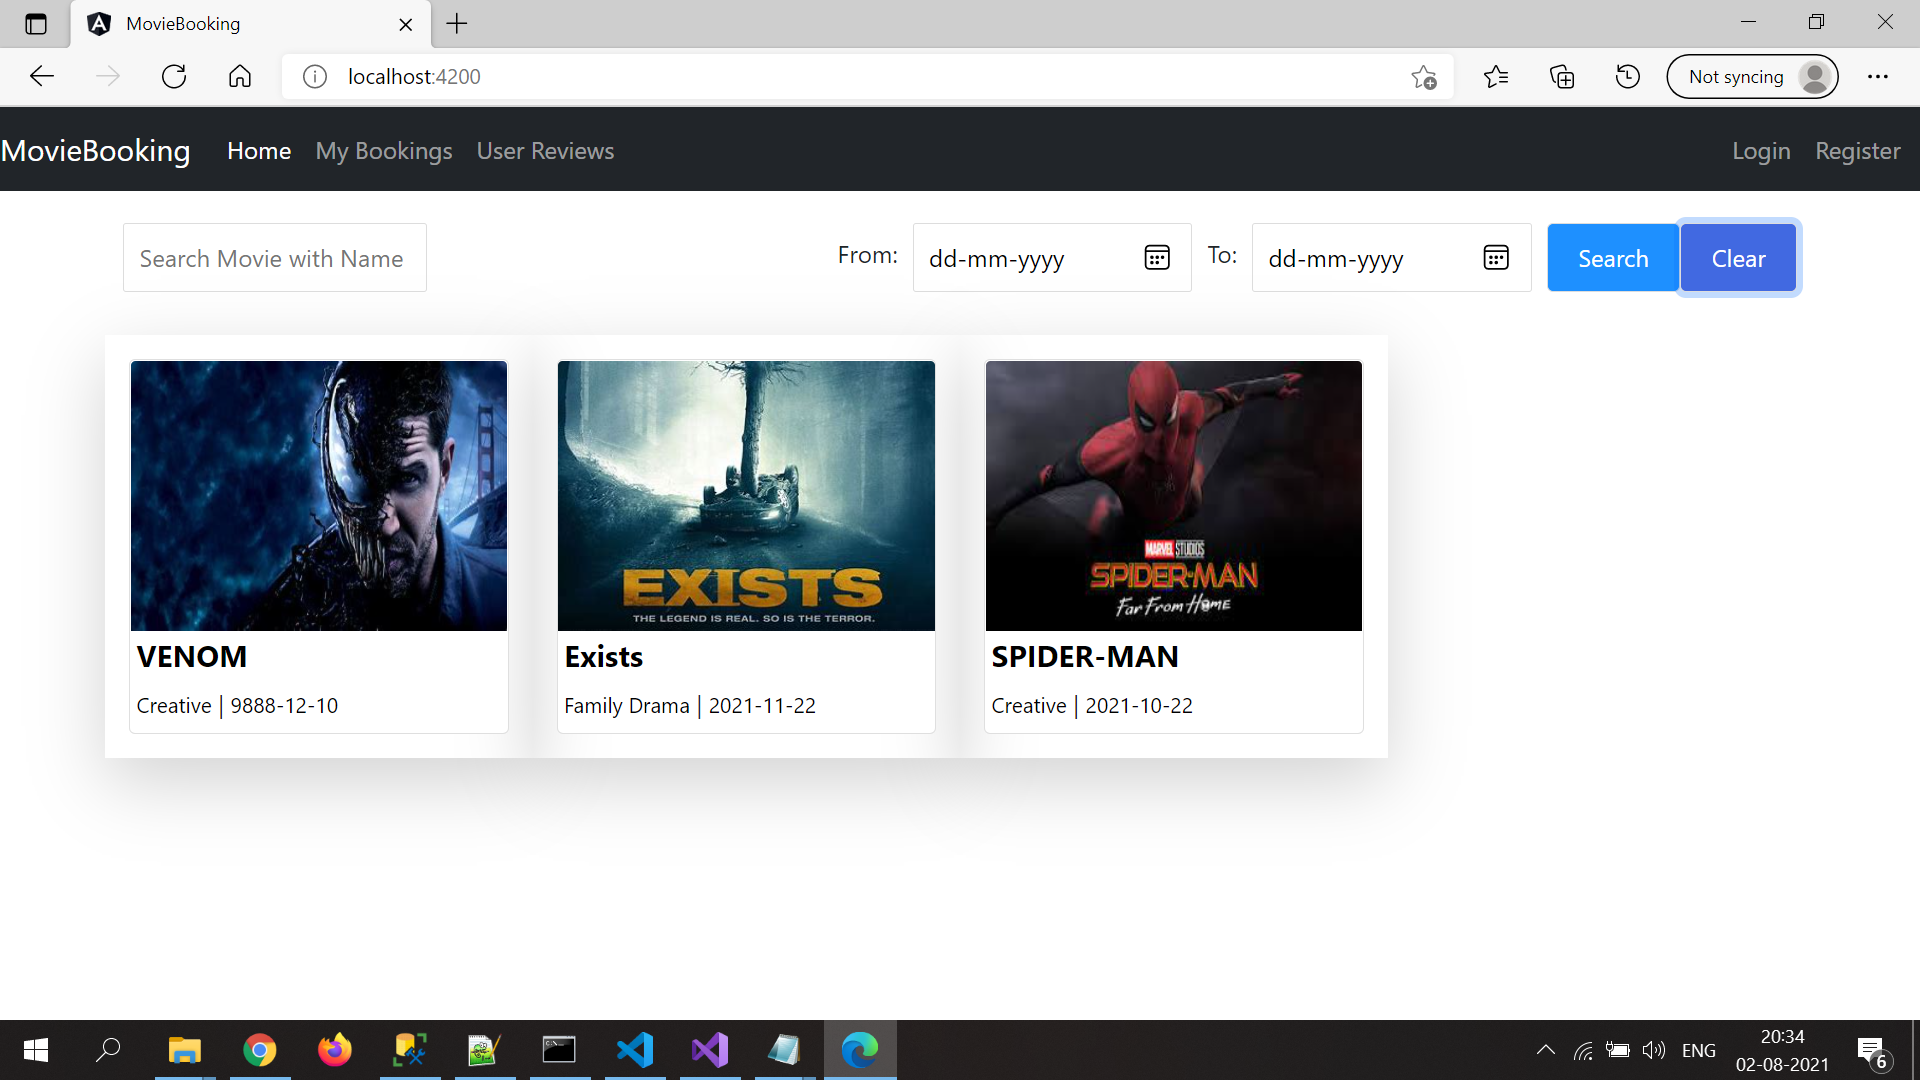 MovieBooking
localhost:4200
Not syncing
MovieBooking Home My Bookings User Reviews Login Register
Search Movie with Name From: dd-mm-yyyy To: dd-mm-yyyy Search Clear
EXISTS
THE LEGEND IS REAL. SO IS THE TERROR.
MARVEL STUDIOS
SPIDER-MAN
Far From Home
VENOM
Creative | 9888-12-10
Exists
Family Drama | 2021-11-22
SPIDER-MAN
Creative | 2021-10-22
ENG
20:34
02-08-2021
6